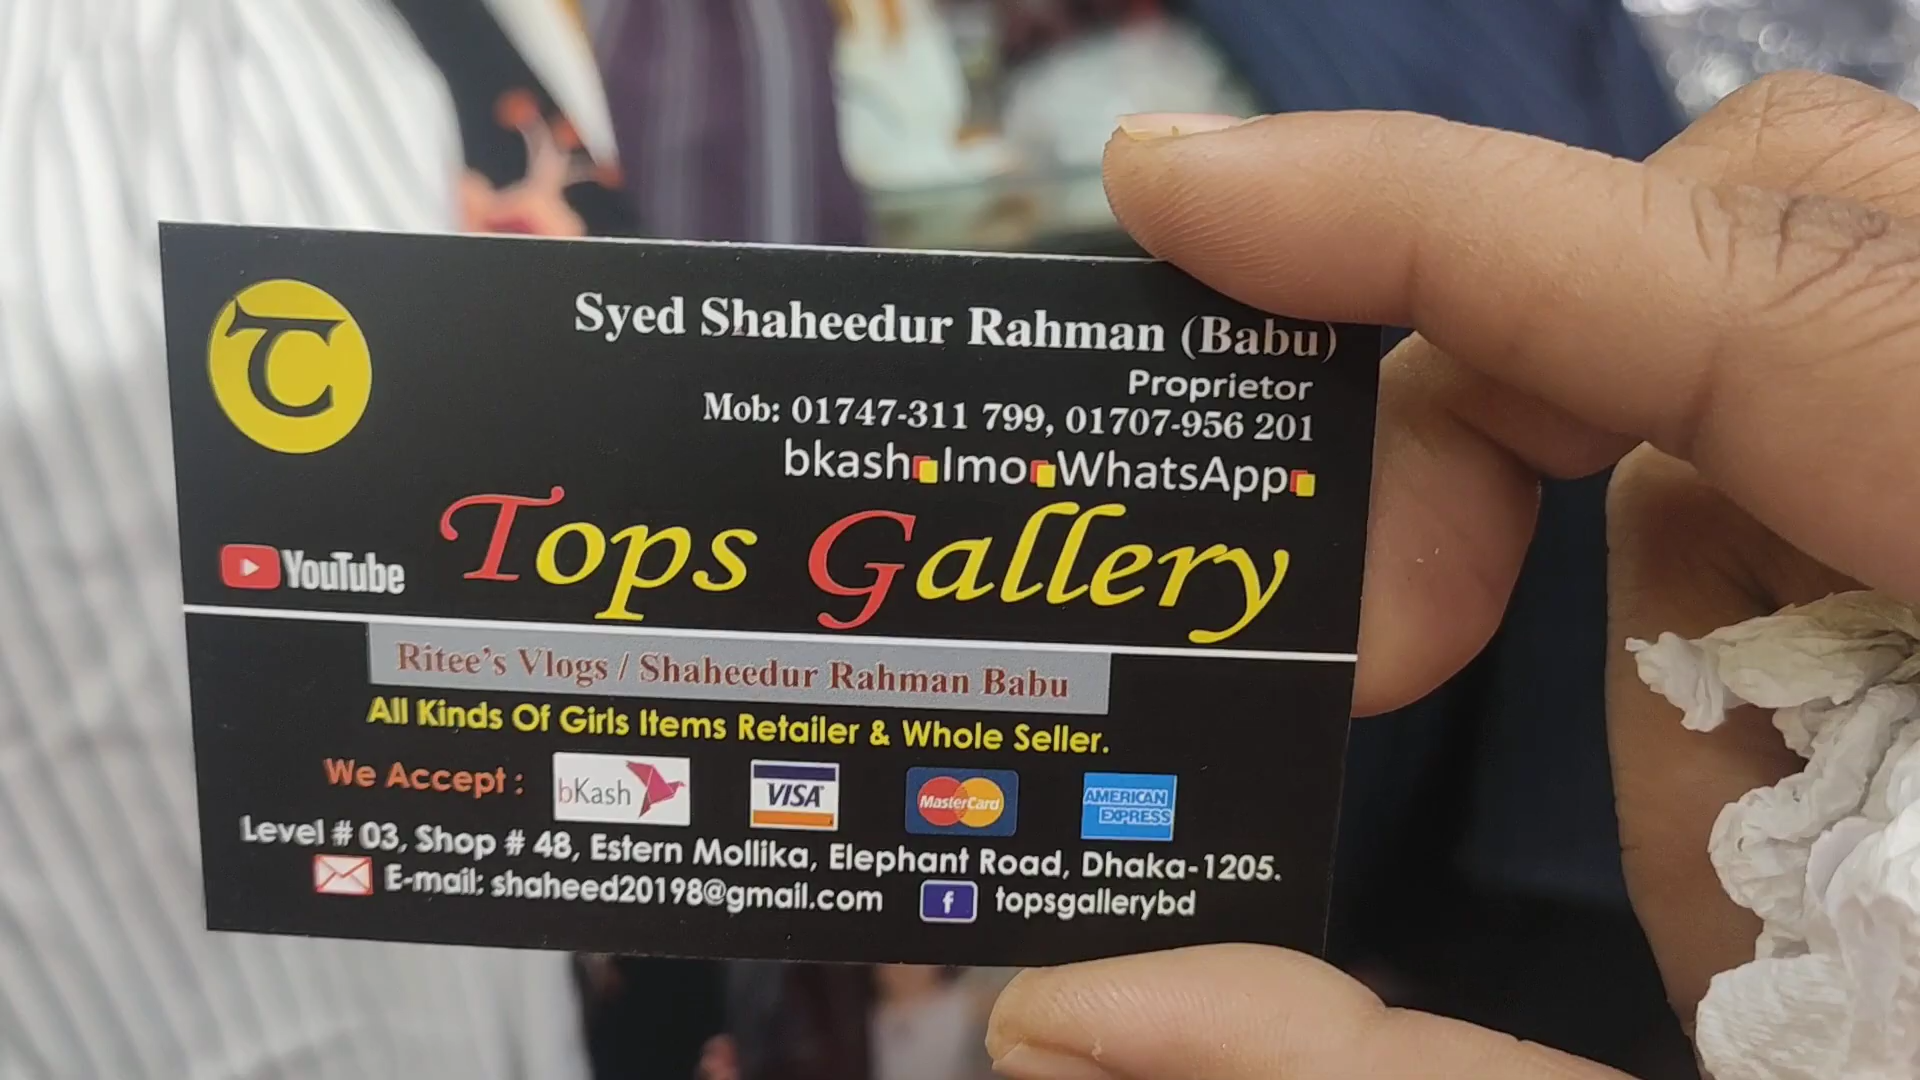 Syed Shaheedur Rahman (Babu)
Proprietor
Mob: 01747-311 799, 01707-956 201
bkash Imo WhatsApp
YouTube Tops Gallery
Ritee's Vlogs / Shaheedur Rahman Babu
All Kinds Of Girls Items Retailer & Whole Seller.
We Accept : bKash VISA MasterCard AMERICAN EXPRESS
Level # 03, Shop # 48, Estern Mollika, Elephant Road, Dhaka-1205.
E-mail: shaheed20198@gmail.com f topsgallerybd